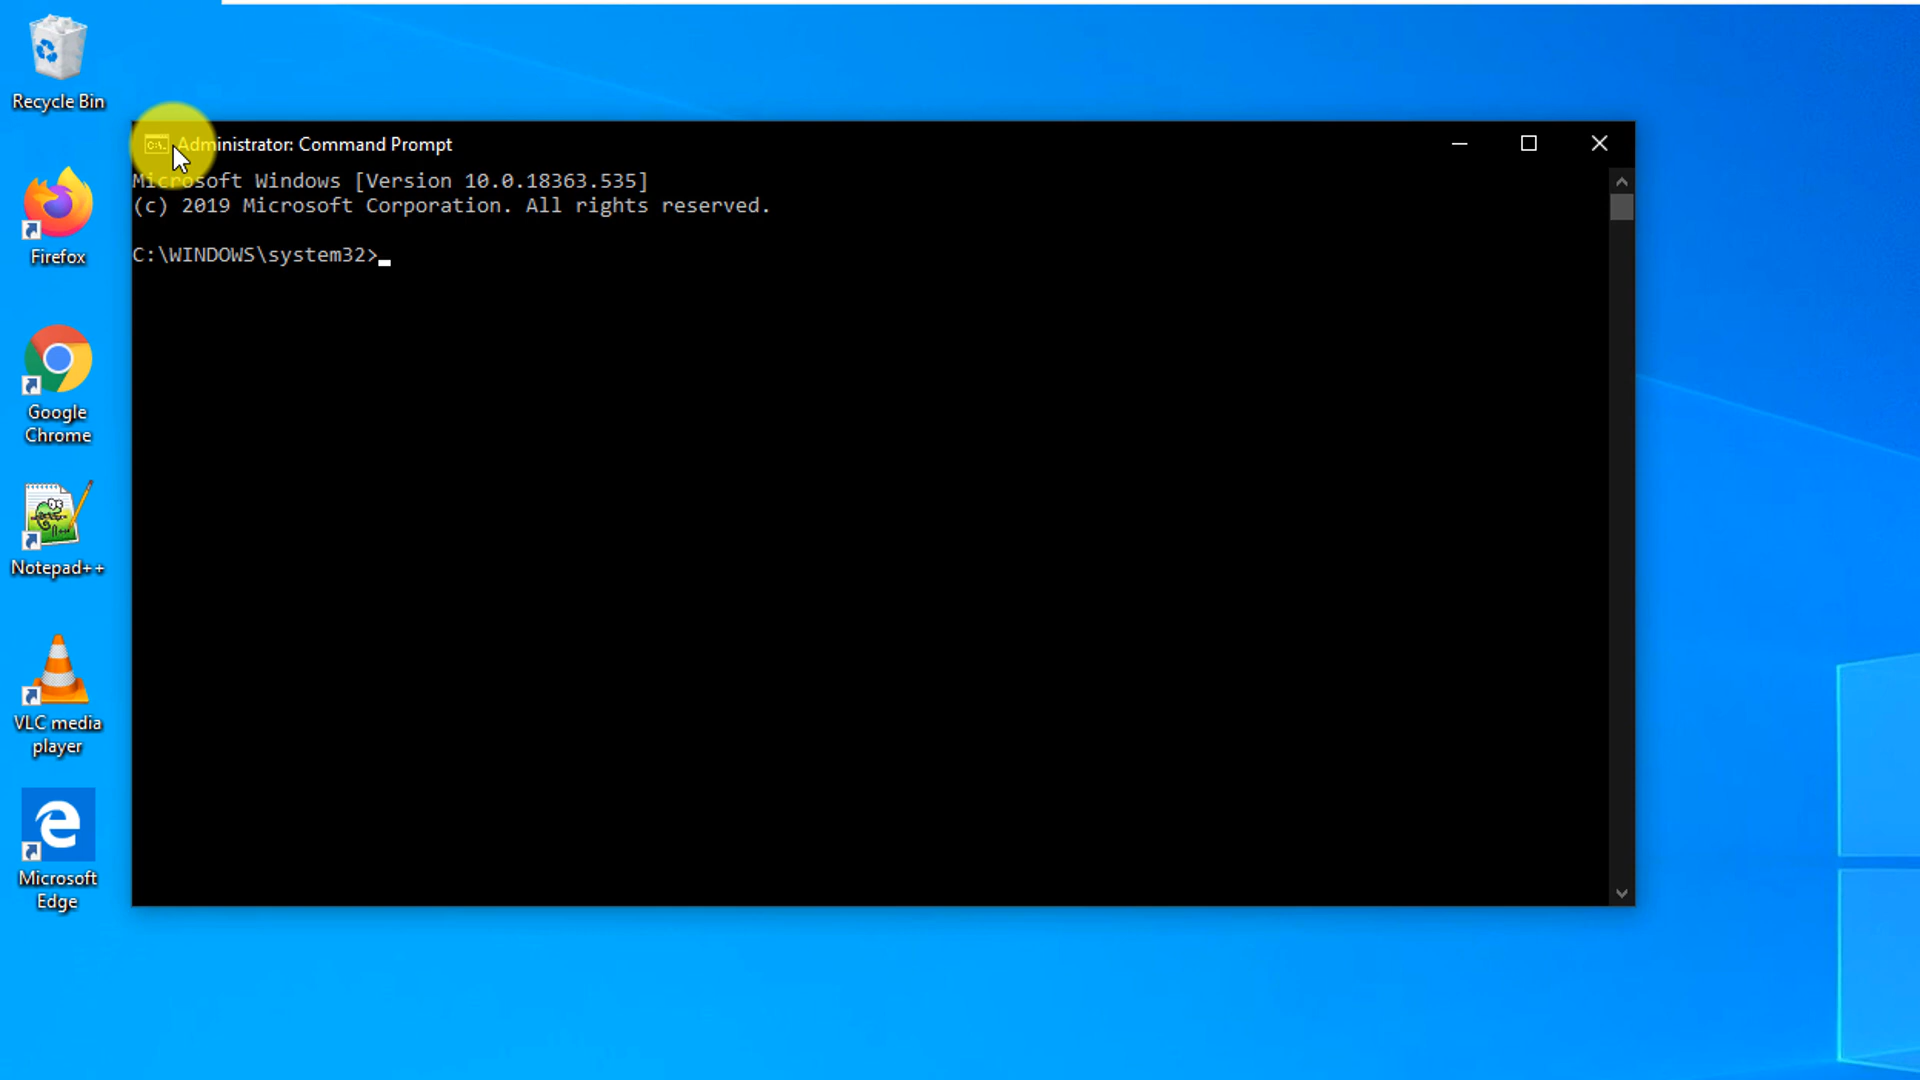 Recycle Bin
Firefox
Google
Chrome
Notepad++
VLC media
player
Microsoft
Edge
Administrator: Command Prompt
Microsoft Windows [Version 10.0.18363.535]
(c) 2019 Microsoft Corporation. All rights reserved.
C:\WINDOWS\system32>